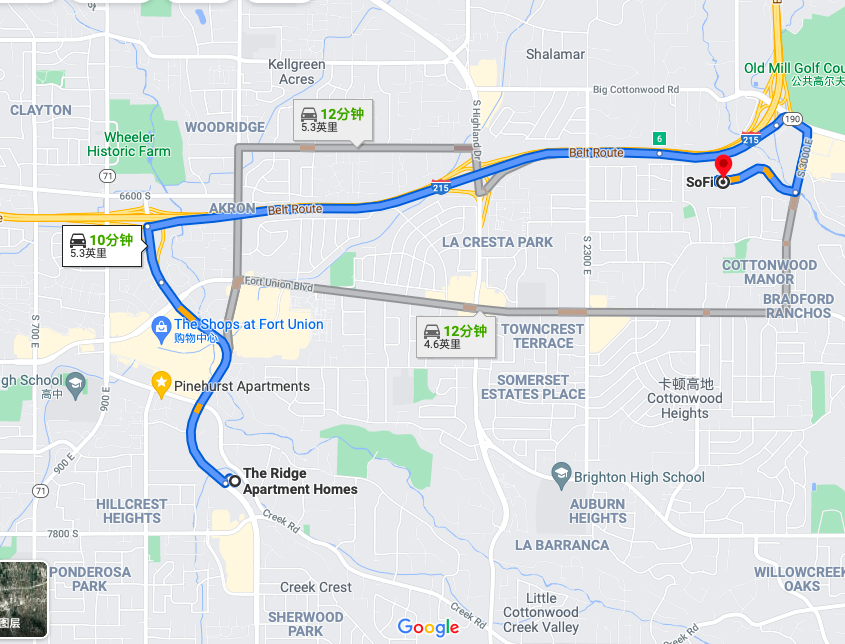 Shalamar
Kellgreen
Acres
Old Mill Golf Cou
公共高尔夫
Big Cottonwood Rd
CLAYTON
12分钟
5.3英里
S Highland Dr
190
WOODRIDGE
Wheeler
Historic Farm
6
215
Belt Route
S 3000 E
71
215
SoFi
6600 S
AKRON
Belt Route
10分钟
5.3英里
LA CRESTA PARK
S 2300 E
COTTONWOOD
MANOR
Fort Union Blvd
BRADFORD
RANCHOS
S 700 E
The Shops at Fort Union
购物中心
12分钟
4.6英里
TOWNCREST
TERRACE
gh School
高中
Pinehurst Apartments
900 E
SOMERSET
ESTATES PLACE
卡顿高地
Cottonwood
Heights
900 E
The Ridge
Apartment Homes
Brighton High School
71
HILLCREST
HEIGHTS
AUBURN
HEIGHTS
Creek Rd
7800 S
LA BARRANCA
PONDEROSA
PARK
WILLOWCREEK
OAKS
Creek Crest
Little
Cottonwood
Creek Valley
SHERWOOD
PARK
Creek Rd
Creek Rd
图层
Google